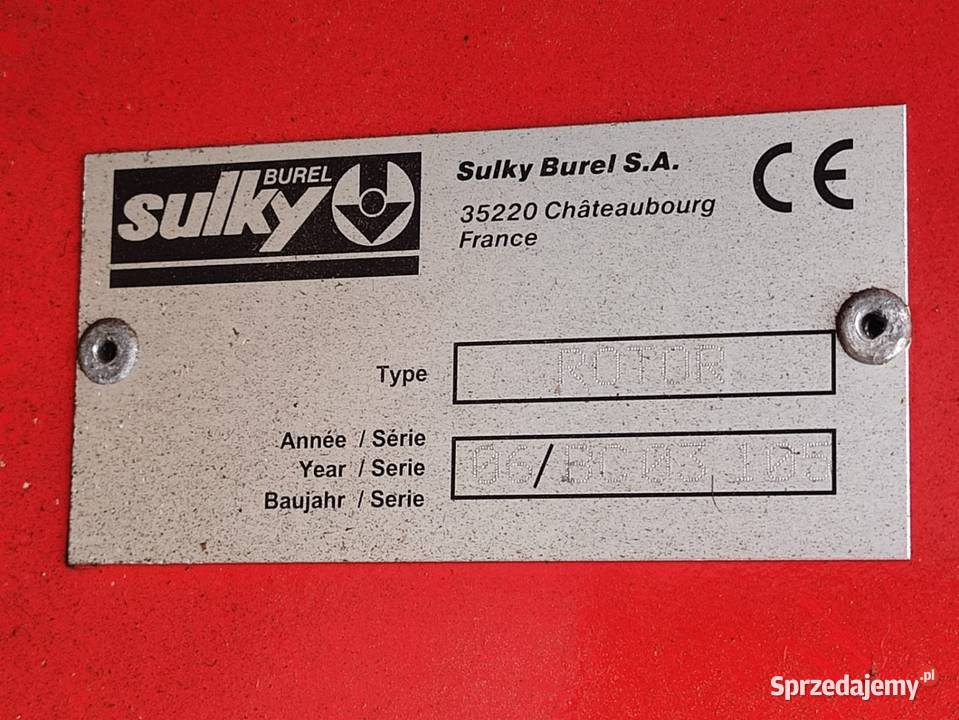 BUREL
sulky
Sulky Burel S.A.
35220 Châteaubourg
France
CE
Type ROTOR
Année / Série
Year / Serie 06/BC 03 105
Baujahr / Serie
Sprzedajemy.pl